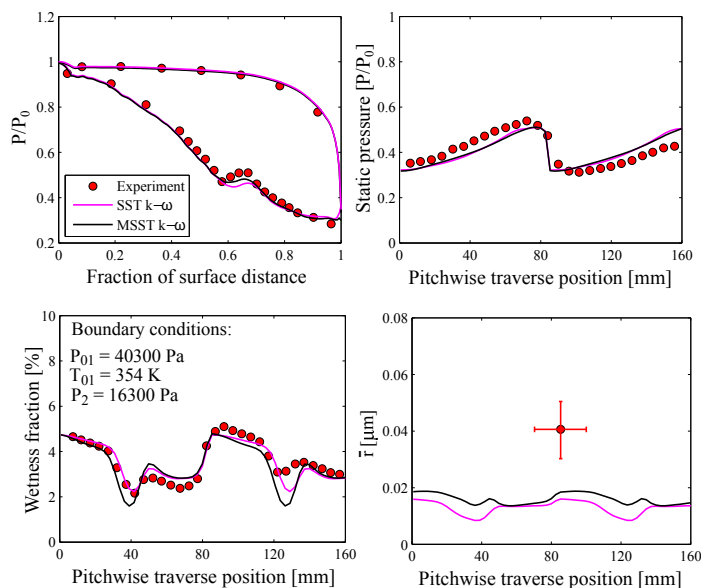 1.2
1
0.8
0.6
0.4
0.2
P/P0
Experiment
SST k−ω
MSST k−ω
0 0.2 0.4 0.6 0.8 1
Fraction of surface distance
1
0.8
0.6
0.4
0.2
0
Static pressure [P/P0]
0 40 80 120 160
Pitchwise traverse position [mm]
10
8
6
4
2
0
Wetness fraction [%]
Boundary conditions:
P01 = 40300 Pa
T01 = 354 K
P2 = 16300 Pa
0 40 80 120 160
Pitchwise traverse position [mm]
0.08
0.06
0.04
0.02
0
r̄ [μm]
0 40 80 120 160
Pitchwise traverse position [mm]